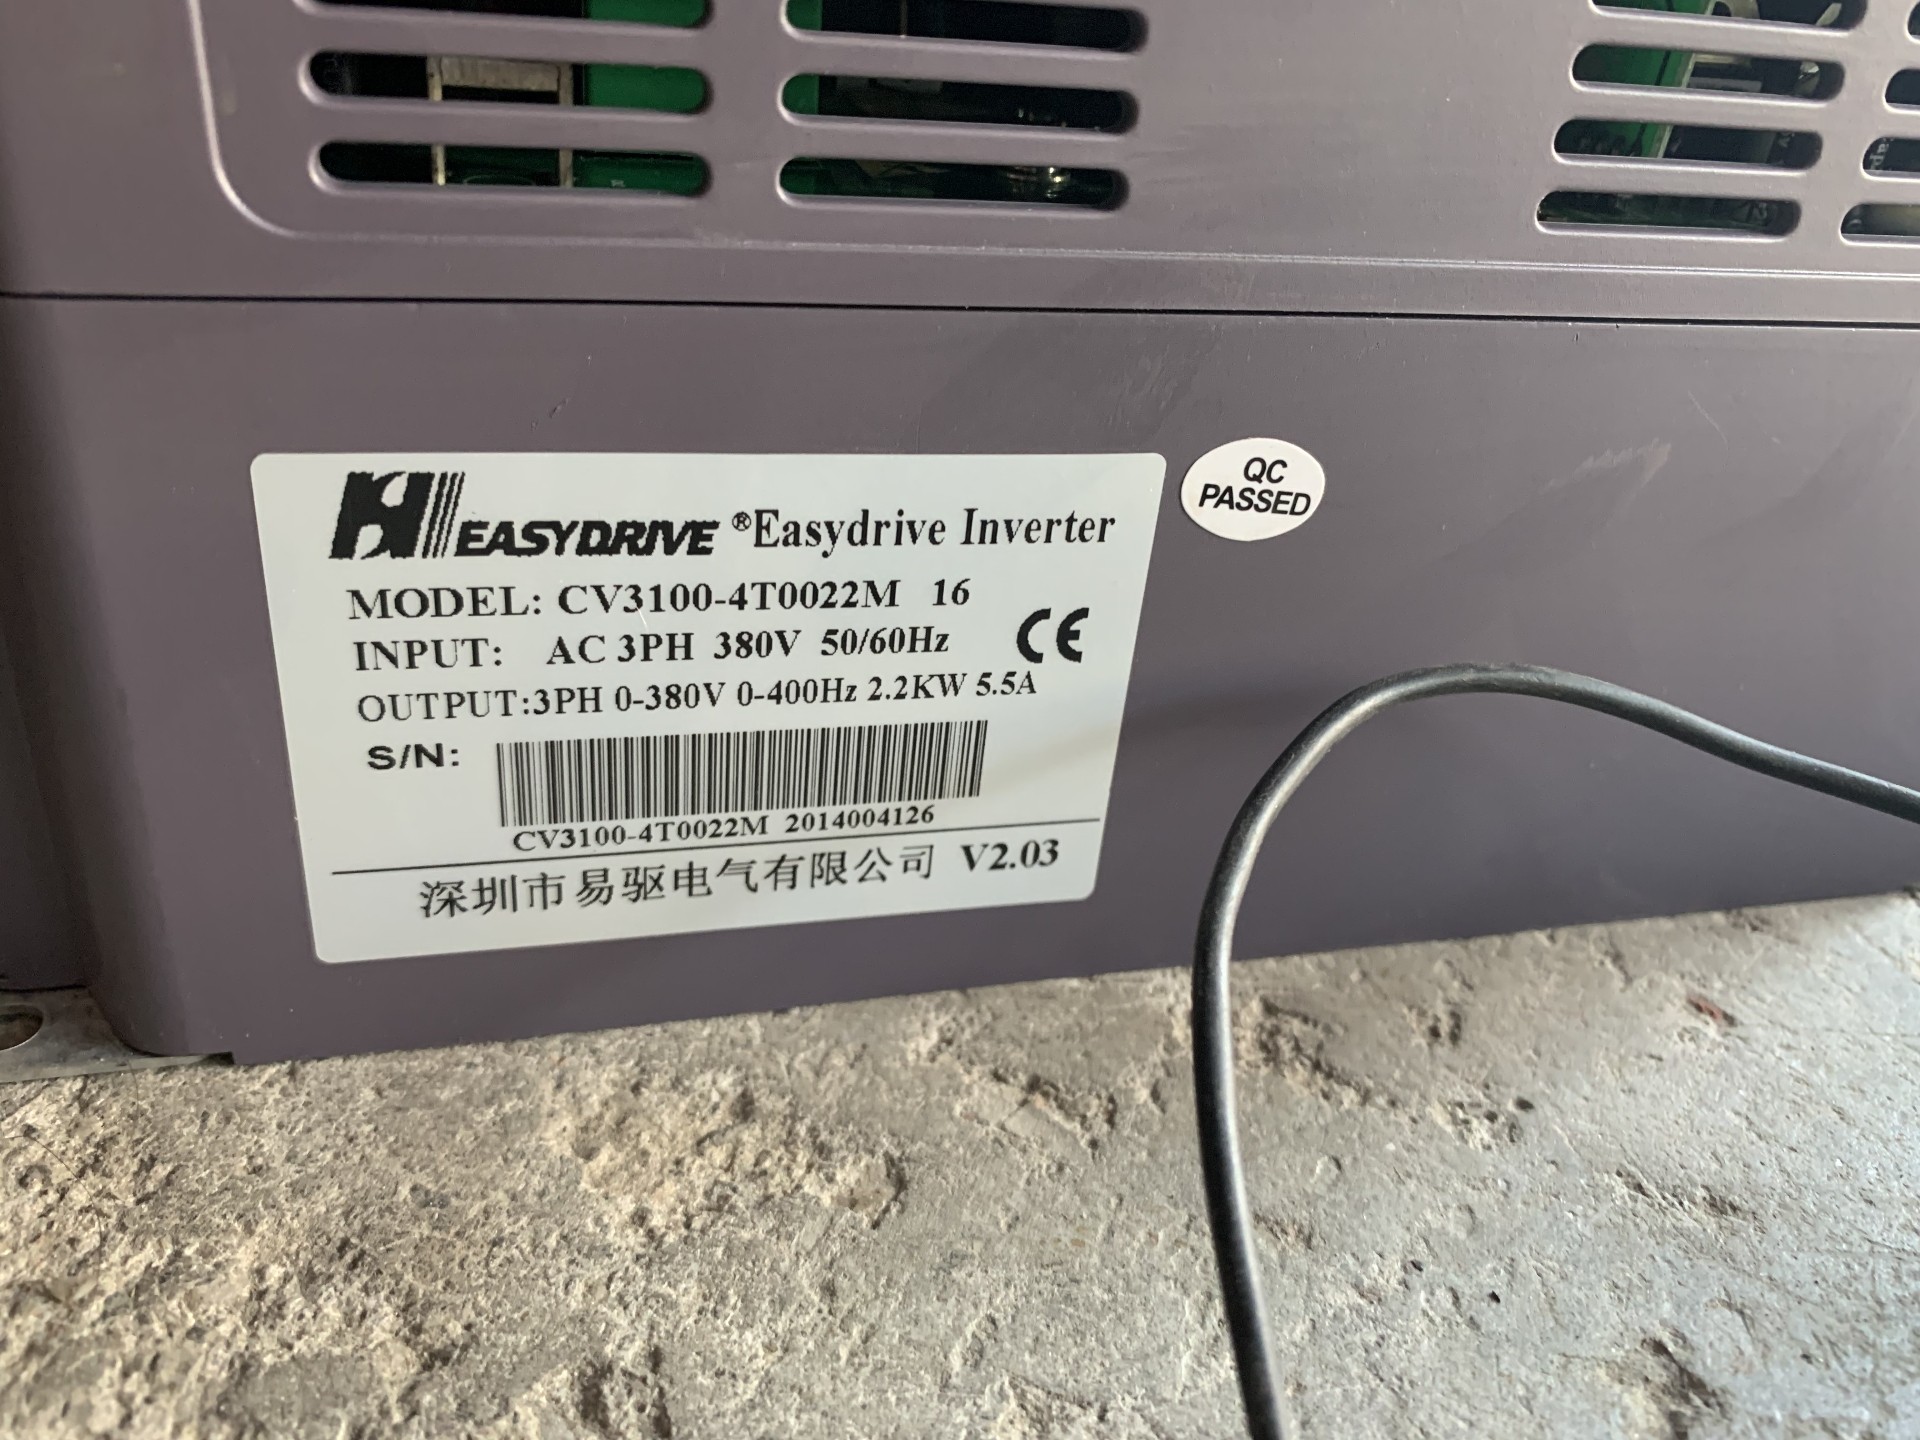 EASYDRIVE ®Easydrive Inverter
MODEL: CV3100-4T0022M 16
INPUT: AC 3PH 380V 50/60Hz CE
OUTPUT:3PH 0-380V 0-400Hz 2.2KW 5.5A
S/N:
CV3100-4T0022M 2014004126
深圳市易驱电气有限公司 V2.03
QC
PASSED